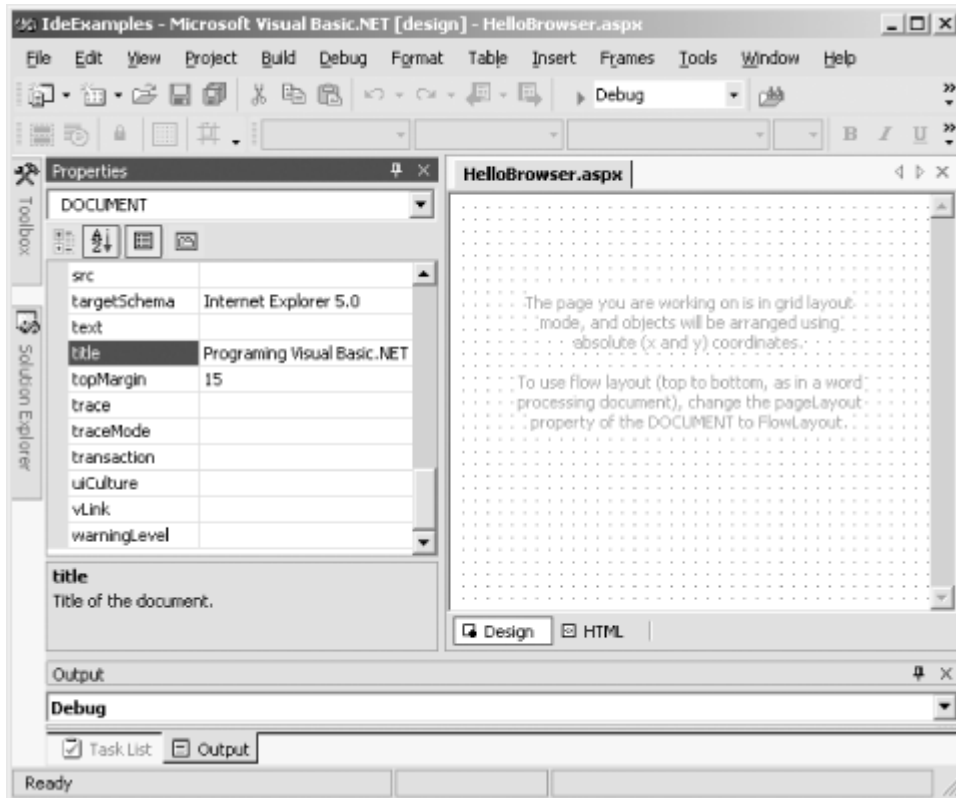 IdeExamples - Microsoft Visual Basic.NET [design] - HelloBrowser.aspx
File Edit View Project Build Debug Format Table Insert Frames Tools Window Help
Debug
B I U
Properties
HelloBrowser.aspx
Toolbox
DOCUMENT
src
targetSchema Internet Explorer 5.0
text
title Programing Visual Basic.NET
topMargin 15
trace
traceMode
transaction
uiCulture
vLink
warningLevel
Solution Explorer
title
Title of the document.
The page you are working on is in grid layout
mode, and objects will be arranged using
absolute (x and y) coordinates.
To use flow layout (top to bottom, as in a word
processing document), change the pageLayout
property of the DOCUMENT to FlowLayout.
Design HTML
Output
Debug
Task List Output
Ready